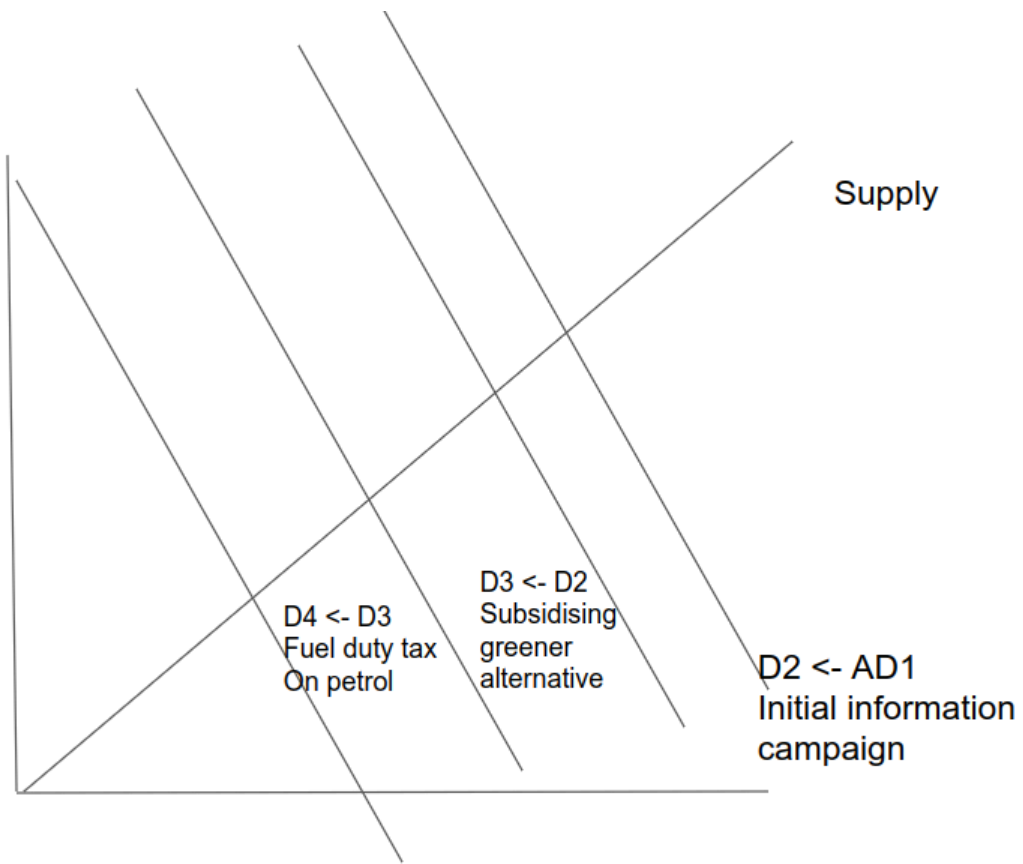 Supply
D4 <- D3
Fuel duty tax
On petrol
D3 <- D2
Subsidising
greener
alternative
D2 <- AD1
Initial information
campaign